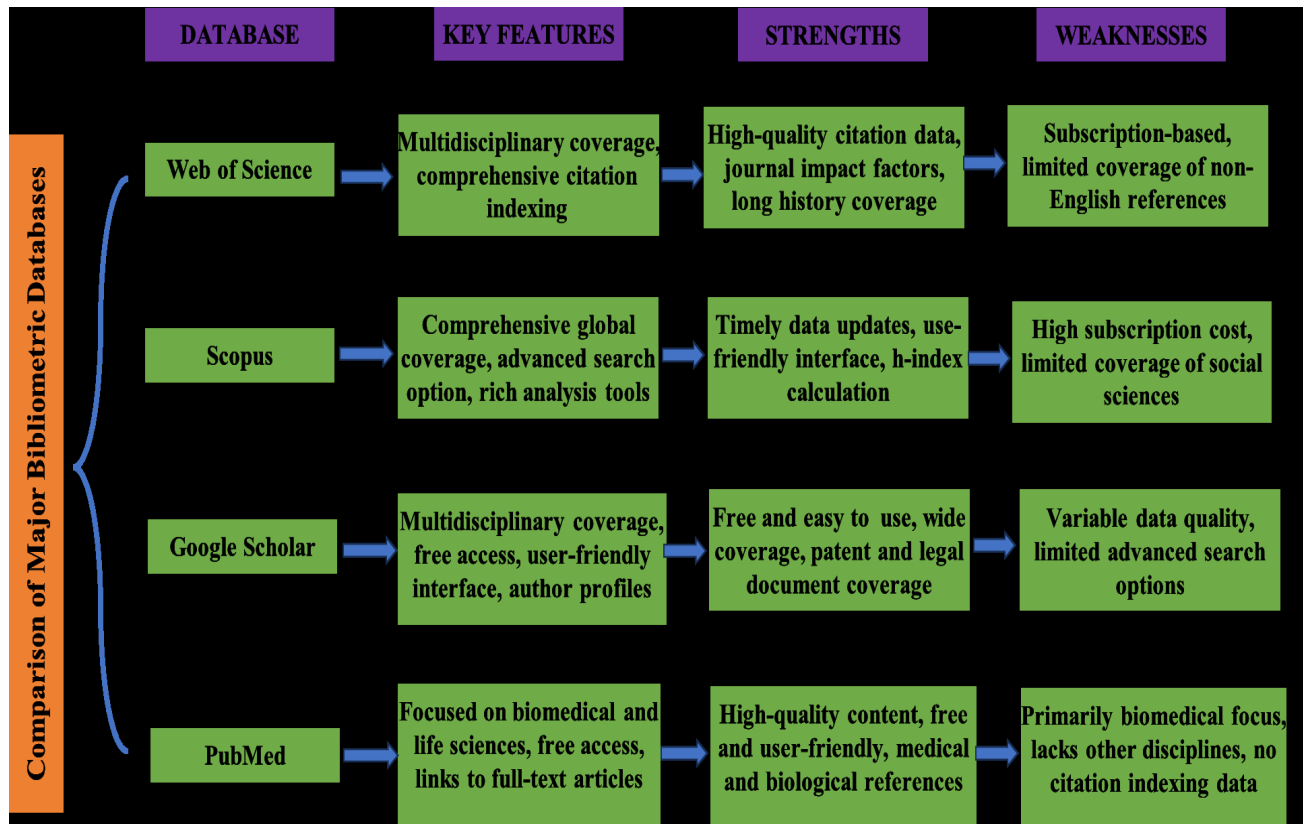 DATABASE
KEY FEATURES
STRENGTHS
WEAKNESSES
Comparison of Major Bibliometric Databases
Web of Science
Multidisciplinary coverage,
comprehensive citation
indexing
High-quality citation data,
journal impact factors,
long history coverage
Subscription-based,
limited coverage of non-
English references
Scopus
Comprehensive global
coverage, advanced search
option, rich analysis tools
Timely data updates, use-
friendly interface, h-index
calculation
High subscription cost,
limited coverage of social
sciences
Google Scholar
Multidisciplinary coverage,
free access, user-friendly
interface, author profiles
Free and easy to use, wide
coverage, patent and legal
document coverage
Variable data quality,
limited advanced search
options
PubMed
Focused on biomedical and
life sciences, free access,
links to full-text articles
High-quality content, free
and user-friendly, medical
and biological references
Primarily biomedical focus,
lacks other disciplines, no
citation indexing data